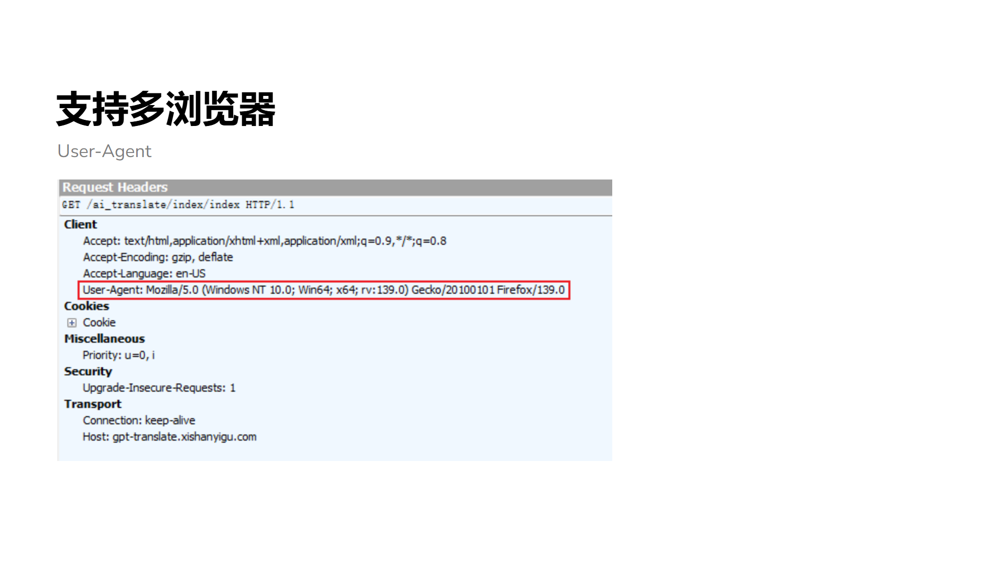 支持多浏览器
User-Agent
Request Headers
GET /ai_translate/index/index HTTP/1.1
Client
Accept: text/html,application/xhtml+xml,application/xml;q=0.9,*/*;q=0.8
Accept-Encoding: gzip, deflate
Accept-Language: en-US
User-Agent: Mozilla/5.0 (Windows NT 10.0; Win64; x64; rv:139.0) Gecko/20100101 Firefox/139.0
Cookies
Cookie
Miscellaneous
Priority: u=0, i
Security
Upgrade-Insecure-Requests: 1
Transport
Connection: keep-alive
Host: gpt-translate.xishanyigu.com